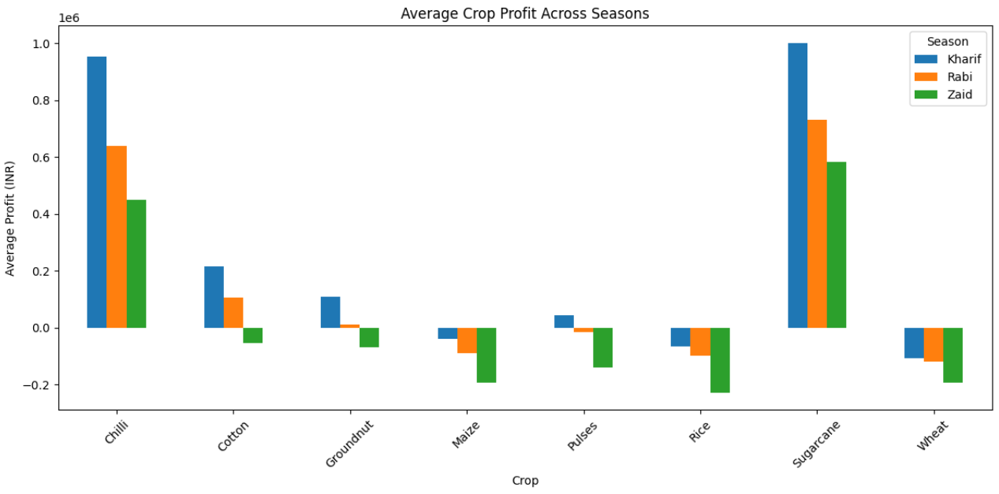 Average Crop Profit Across Seasons
1e6
Season
Kharif
Rabi
Zaid
Average Profit (INR)
1.0
0.8
0.6
0.4
0.2
0.0
−0.2
Chilli
Cotton
Groundnut
Maize
Pulses
Rice
Sugarcane
Wheat
Crop